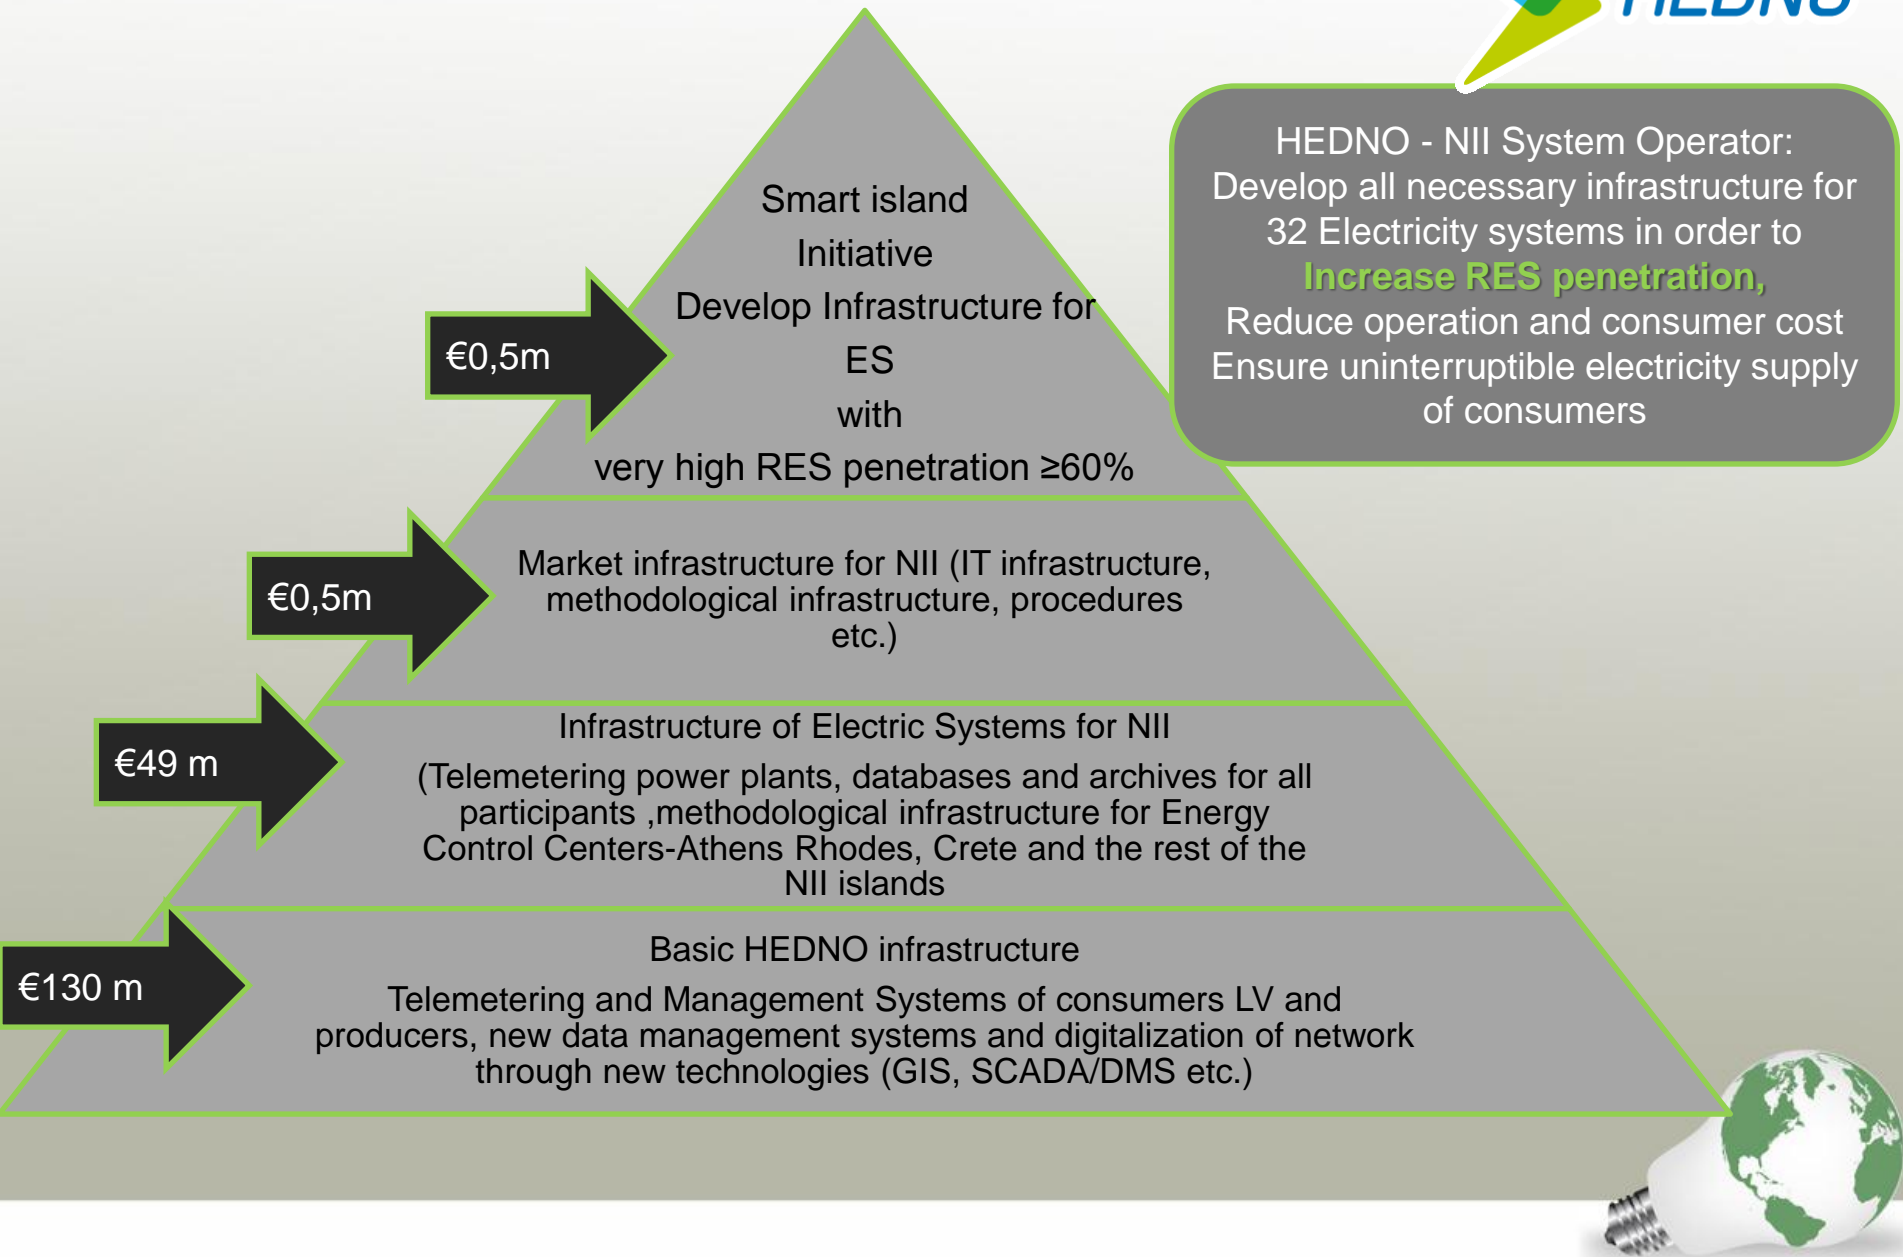 HEDNO
HEDNO - NII System Operator:
Develop all necessary infrastructure for
32 Electricity systems in order to
Increase RES penetration,
Reduce operation and consumer cost
Ensure uninterruptible electricity supply
of consumers
Smart island
Initiative
Develop Infrastructure for
ES
with
very high RES penetration ≥60%
€0,5m
Market infrastructure for NII (IT infrastructure,
methodological infrastructure, procedures
etc.)
€0,5m
Infrastructure of Electric Systems for NII
(Telemetering power plants, databases and archives for all
participants ,methodological infrastructure for Energy
Control Centers-Athens Rhodes, Crete and the rest of the
NII islands
€49 m
Basic HEDNO infrastructure
Telemetering and Management Systems of consumers LV and
producers, new data management systems and digitalization of network
through new technologies (GIS, SCADA/DMS etc.)
€130 m